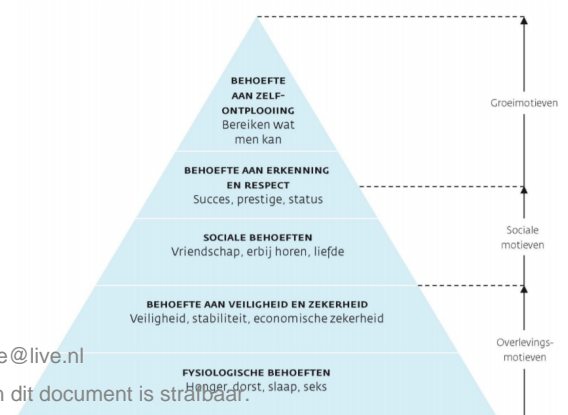 BEHOEFTE
AAN ZELF-
ONTPLOOIING
Bereiken wat
men kan
Groeimotieven
BEHOEFTE AAN ERKENNING
EN RESPECT
Succes, prestige, status
SOCIALE BEHOEFTEN
Vriendschap, erbij horen, liefde
Sociale
motieven
BEHOEFTE AAN VEILIGHEID EN ZEKERHEID
Veiligheid, stabiliteit, economische zekerheid
Overlevings-
motieven
e@live.nl
FYSIOLOGISCHE BEHOEFTEN
Honger, dorst, slaap, seks
n dit document is strafbaar.